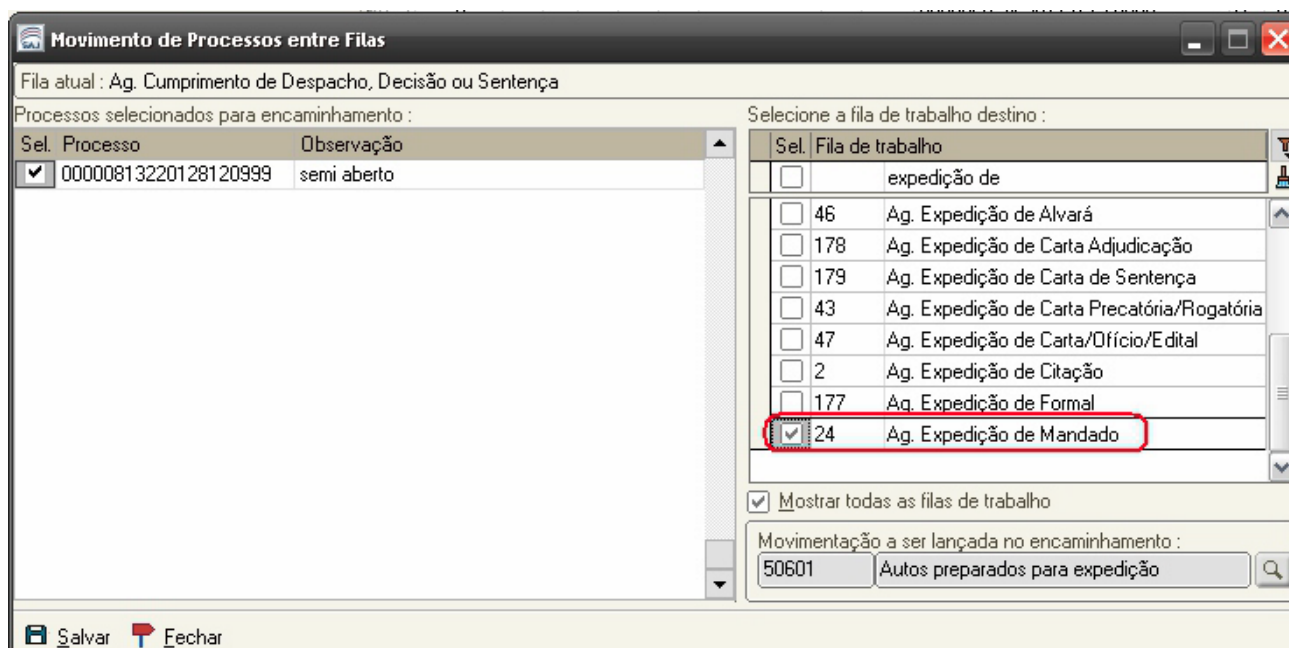 Movimento de Processos entre Filas
Fila atual : Ag. Cumprimento de Despacho, Decisão ou Sentença
Processos selecionados para encaminhamento :
Sel. Processo Observação
00000813220128120999 semi aberto
Selecione a fila de trabalho destino :
Sel. Fila de trabalho
expedição de
46 Ag. Expedição de Alvará
178 Ag. Expedição de Carta Adjudicação
179 Ag. Expedição de Carta de Sentença
43 Ag. Expedição de Carta Precatória/Rogatória
47 Ag. Expedição de Carta/Ofício/Edital
2 Ag. Expedição de Citação
177 Ag. Expedição de Formal
24 Ag. Expedição de Mandado
Mostrar todas as filas de trabalho
Movimentação a ser lançada no encaminhamento :
50601 Autos preparados para expedição
Salvar Fechar